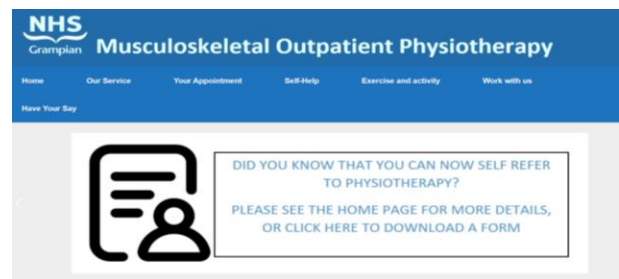 NHS
Grampian
Musculoskeletal Outpatient Physiotherapy
Home Our Service Your Appointment Self-Help Exercise and activity Work with us
Have Your Say
DID YOU KNOW THAT YOU CAN NOW SELF REFER
TO PHYSIOTHERAPY?
PLEASE SEE THE HOME PAGE FOR MORE DETAILS,
OR CLICK HERE TO DOWNLOAD A FORM